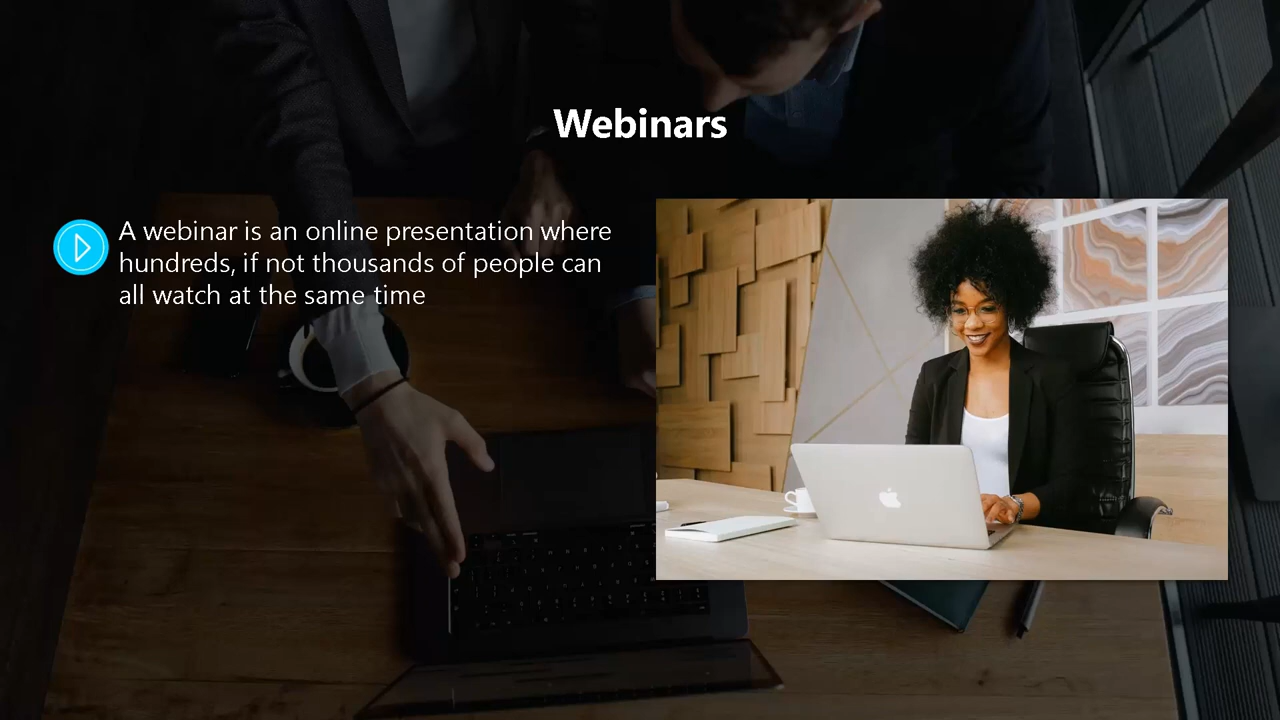 Webinars
A webinar is an online presentation where
hundreds, if not thousands of people can
all watch at the same time